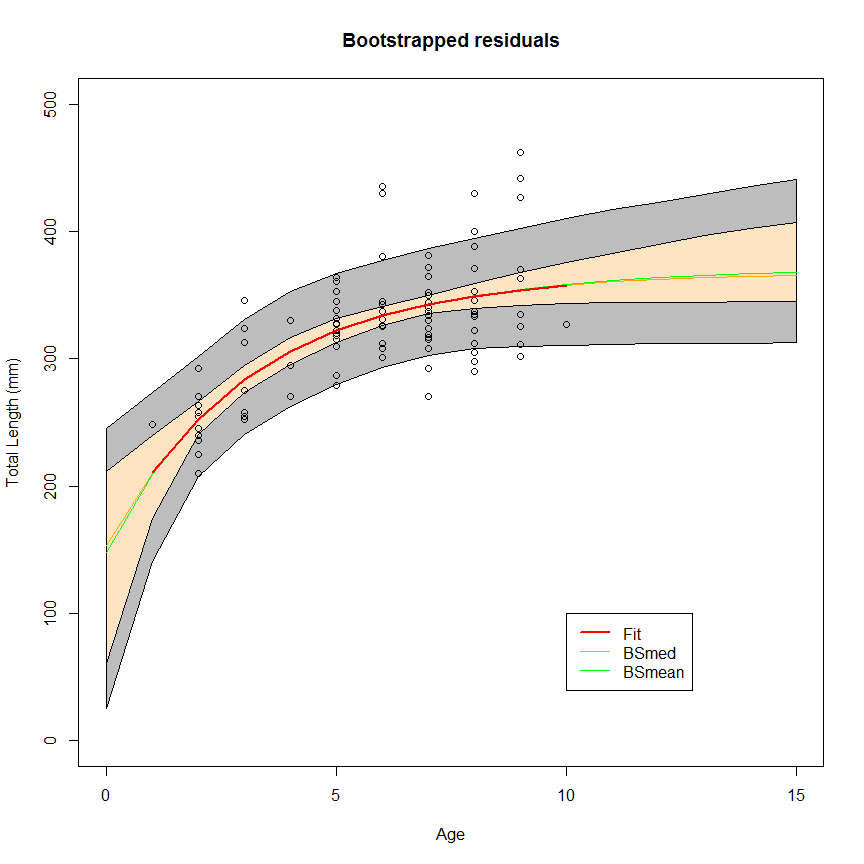 Bootstrapped residuals
Total Length (mm)
500
400
300
200
100
0
Fit
BSmed
BSmean
0 5 10 15
Age